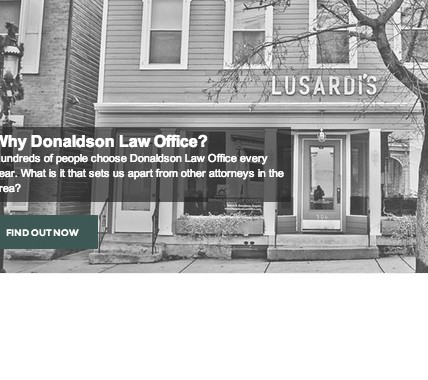 LUSARDI'S
Why Donaldson Law Office?
undreds of people choose Donaldson Law Office every
ear. What is it that sets us apart from other attorneys in the
rea?
FIND OUT NOW